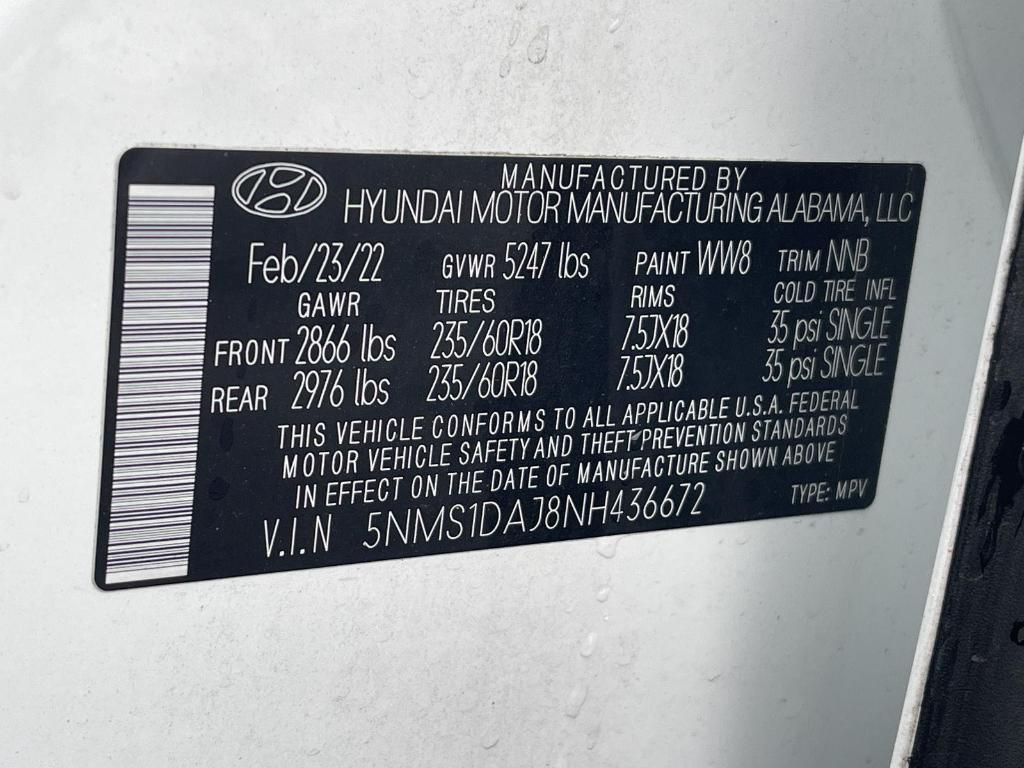 MANUFACTURED BY
HYUNDAI MOTOR MANUFACTURING ALABAMA, LLC
Feb/23/22 GVWR 5247 lbs PAINT WW8 TRIM NNB
GAWR TIRES RIMS COLD TIRE INFL
FRONT 2866 lbs 235/60R18 7.5JX18 35 psi SINGLE
REAR 2976 lbs 235/60R18 7.5JX18 35 psi SINGLE
THIS VEHICLE CONFORMS TO ALL APPLICABLE U.S.A. FEDERAL
MOTOR VEHICLE SAFETY AND THEFT PREVENTION STANDARDS
IN EFFECT ON THE DATE OF MANUFACTURE SHOWN ABOVE
V.I.N 5NMS1DAJ8NH436672 TYPE: MPV